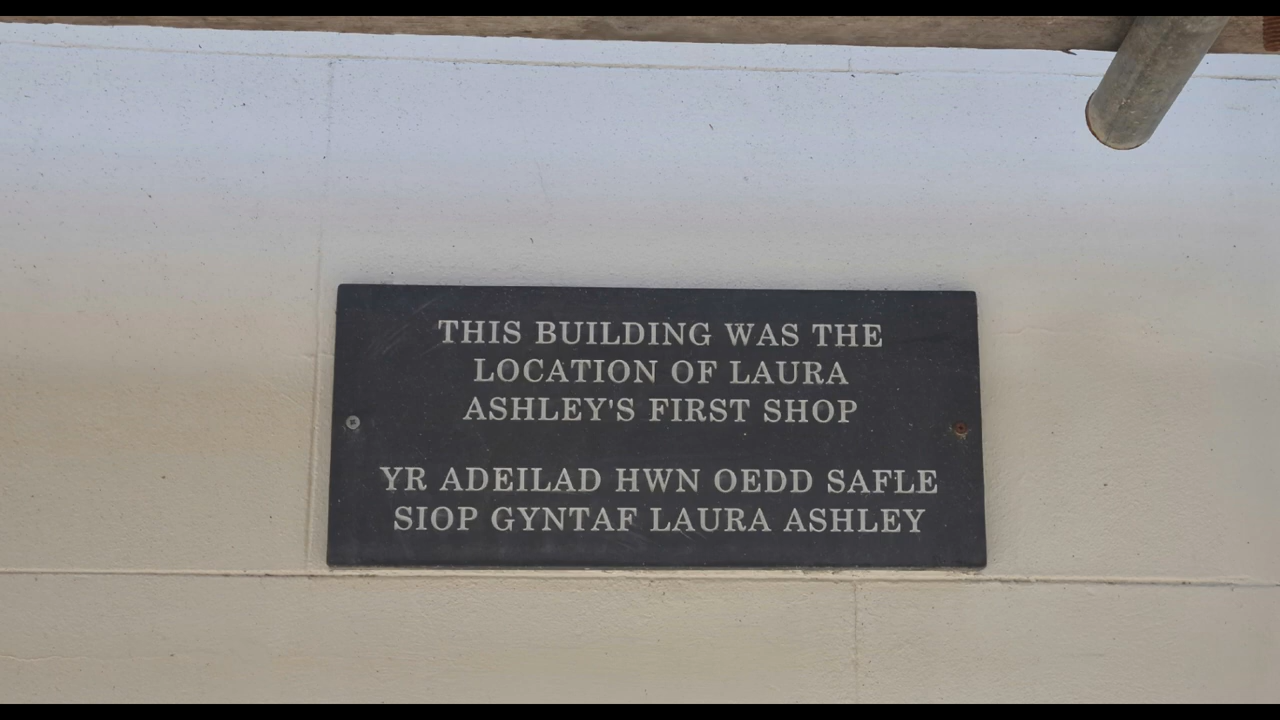 THIS BUILDING WAS THE
LOCATION OF LAURA
ASHLEY'S FIRST SHOP
YR ADEILAD HWN OEDD SAFLE
SIOP GYNTAF LAURA ASHLEY